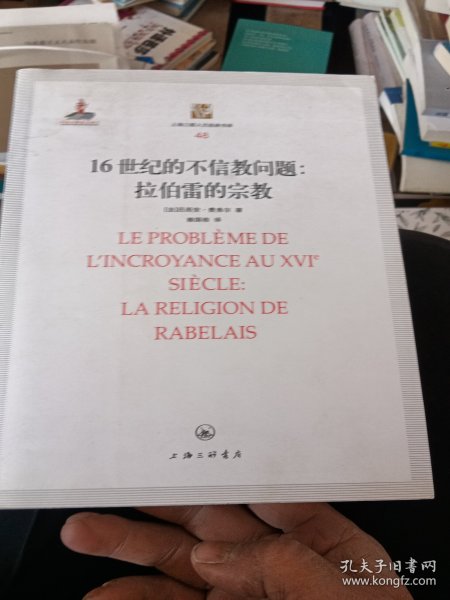 48
16世纪的不信教问题:
拉伯雷的宗教
LE PROBLÈME DE
L'INCROYANCE AU XVIᵉ
SIÈCLE:
LA RELIGION DE
RABELAIS
上海三联书店
孔夫子旧书网
www.kongfz.com